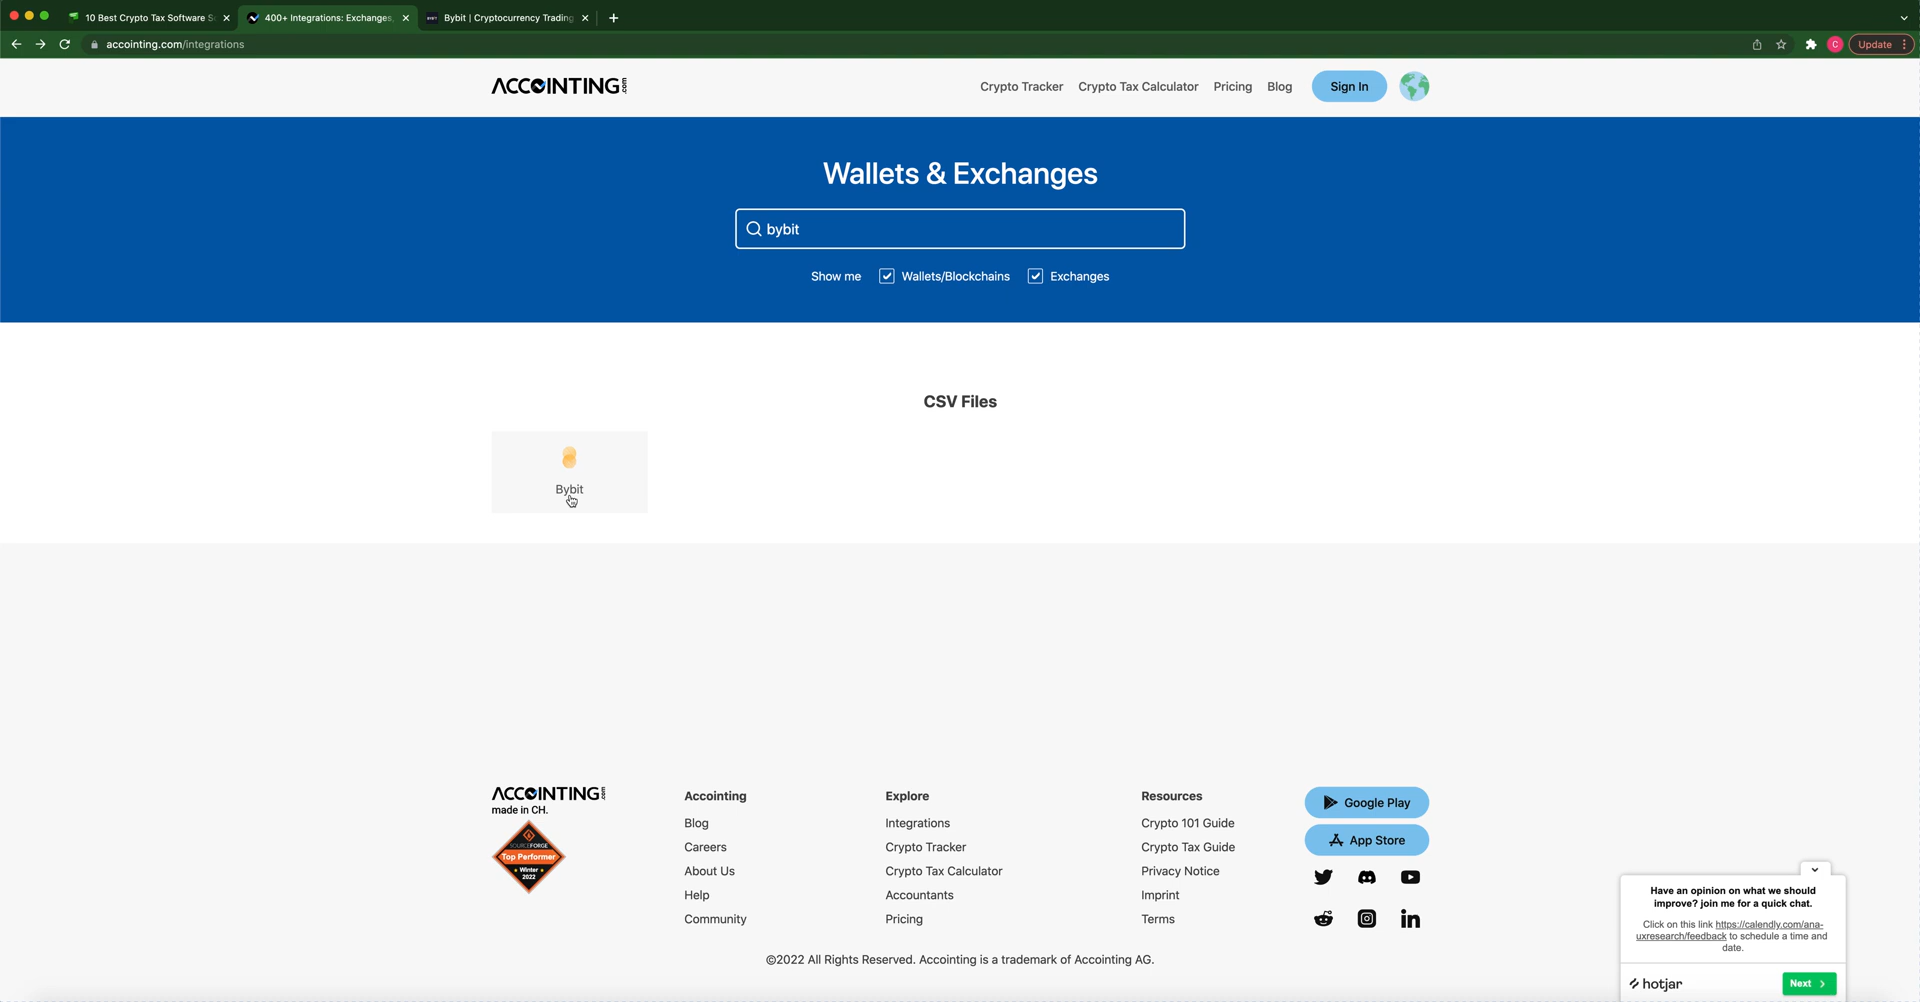 10 Best Crypto Tax Software S
400+ Integrations: Exchanges,
Bybit | Cryptocurrency Trading
accointing.com/integrations
C
Update
ACCOINTING.com
Crypto Tracker
Crypto Tax Calculator
Pricing
Blog
Sign In
Wallets & Exchanges
bybit
Show me
Wallets/Blockchains
Exchanges
CSV Files
Bybit
ACCOINTING.com
made in CH.
SOURCEFORGE
Top Performer
Winter
2022
Accointing
Blog
Careers
About Us
Help
Community
Explore
Integrations
Crypto Tracker
Crypto Tax Calculator
Accountants
Pricing
Resources
Crypto 101 Guide
Crypto Tax Guide
Privacy Notice
Imprint
Terms
Google Play
App Store
©2022 All Rights Reserved. Accointing is a trademark of Accointing AG.
Have an opinion on what we should
improve? join me for a quick chat.
Click on this link https://calendly.com/ana-
uxresearch/feedback to schedule a time and
date.
hotjar
Next